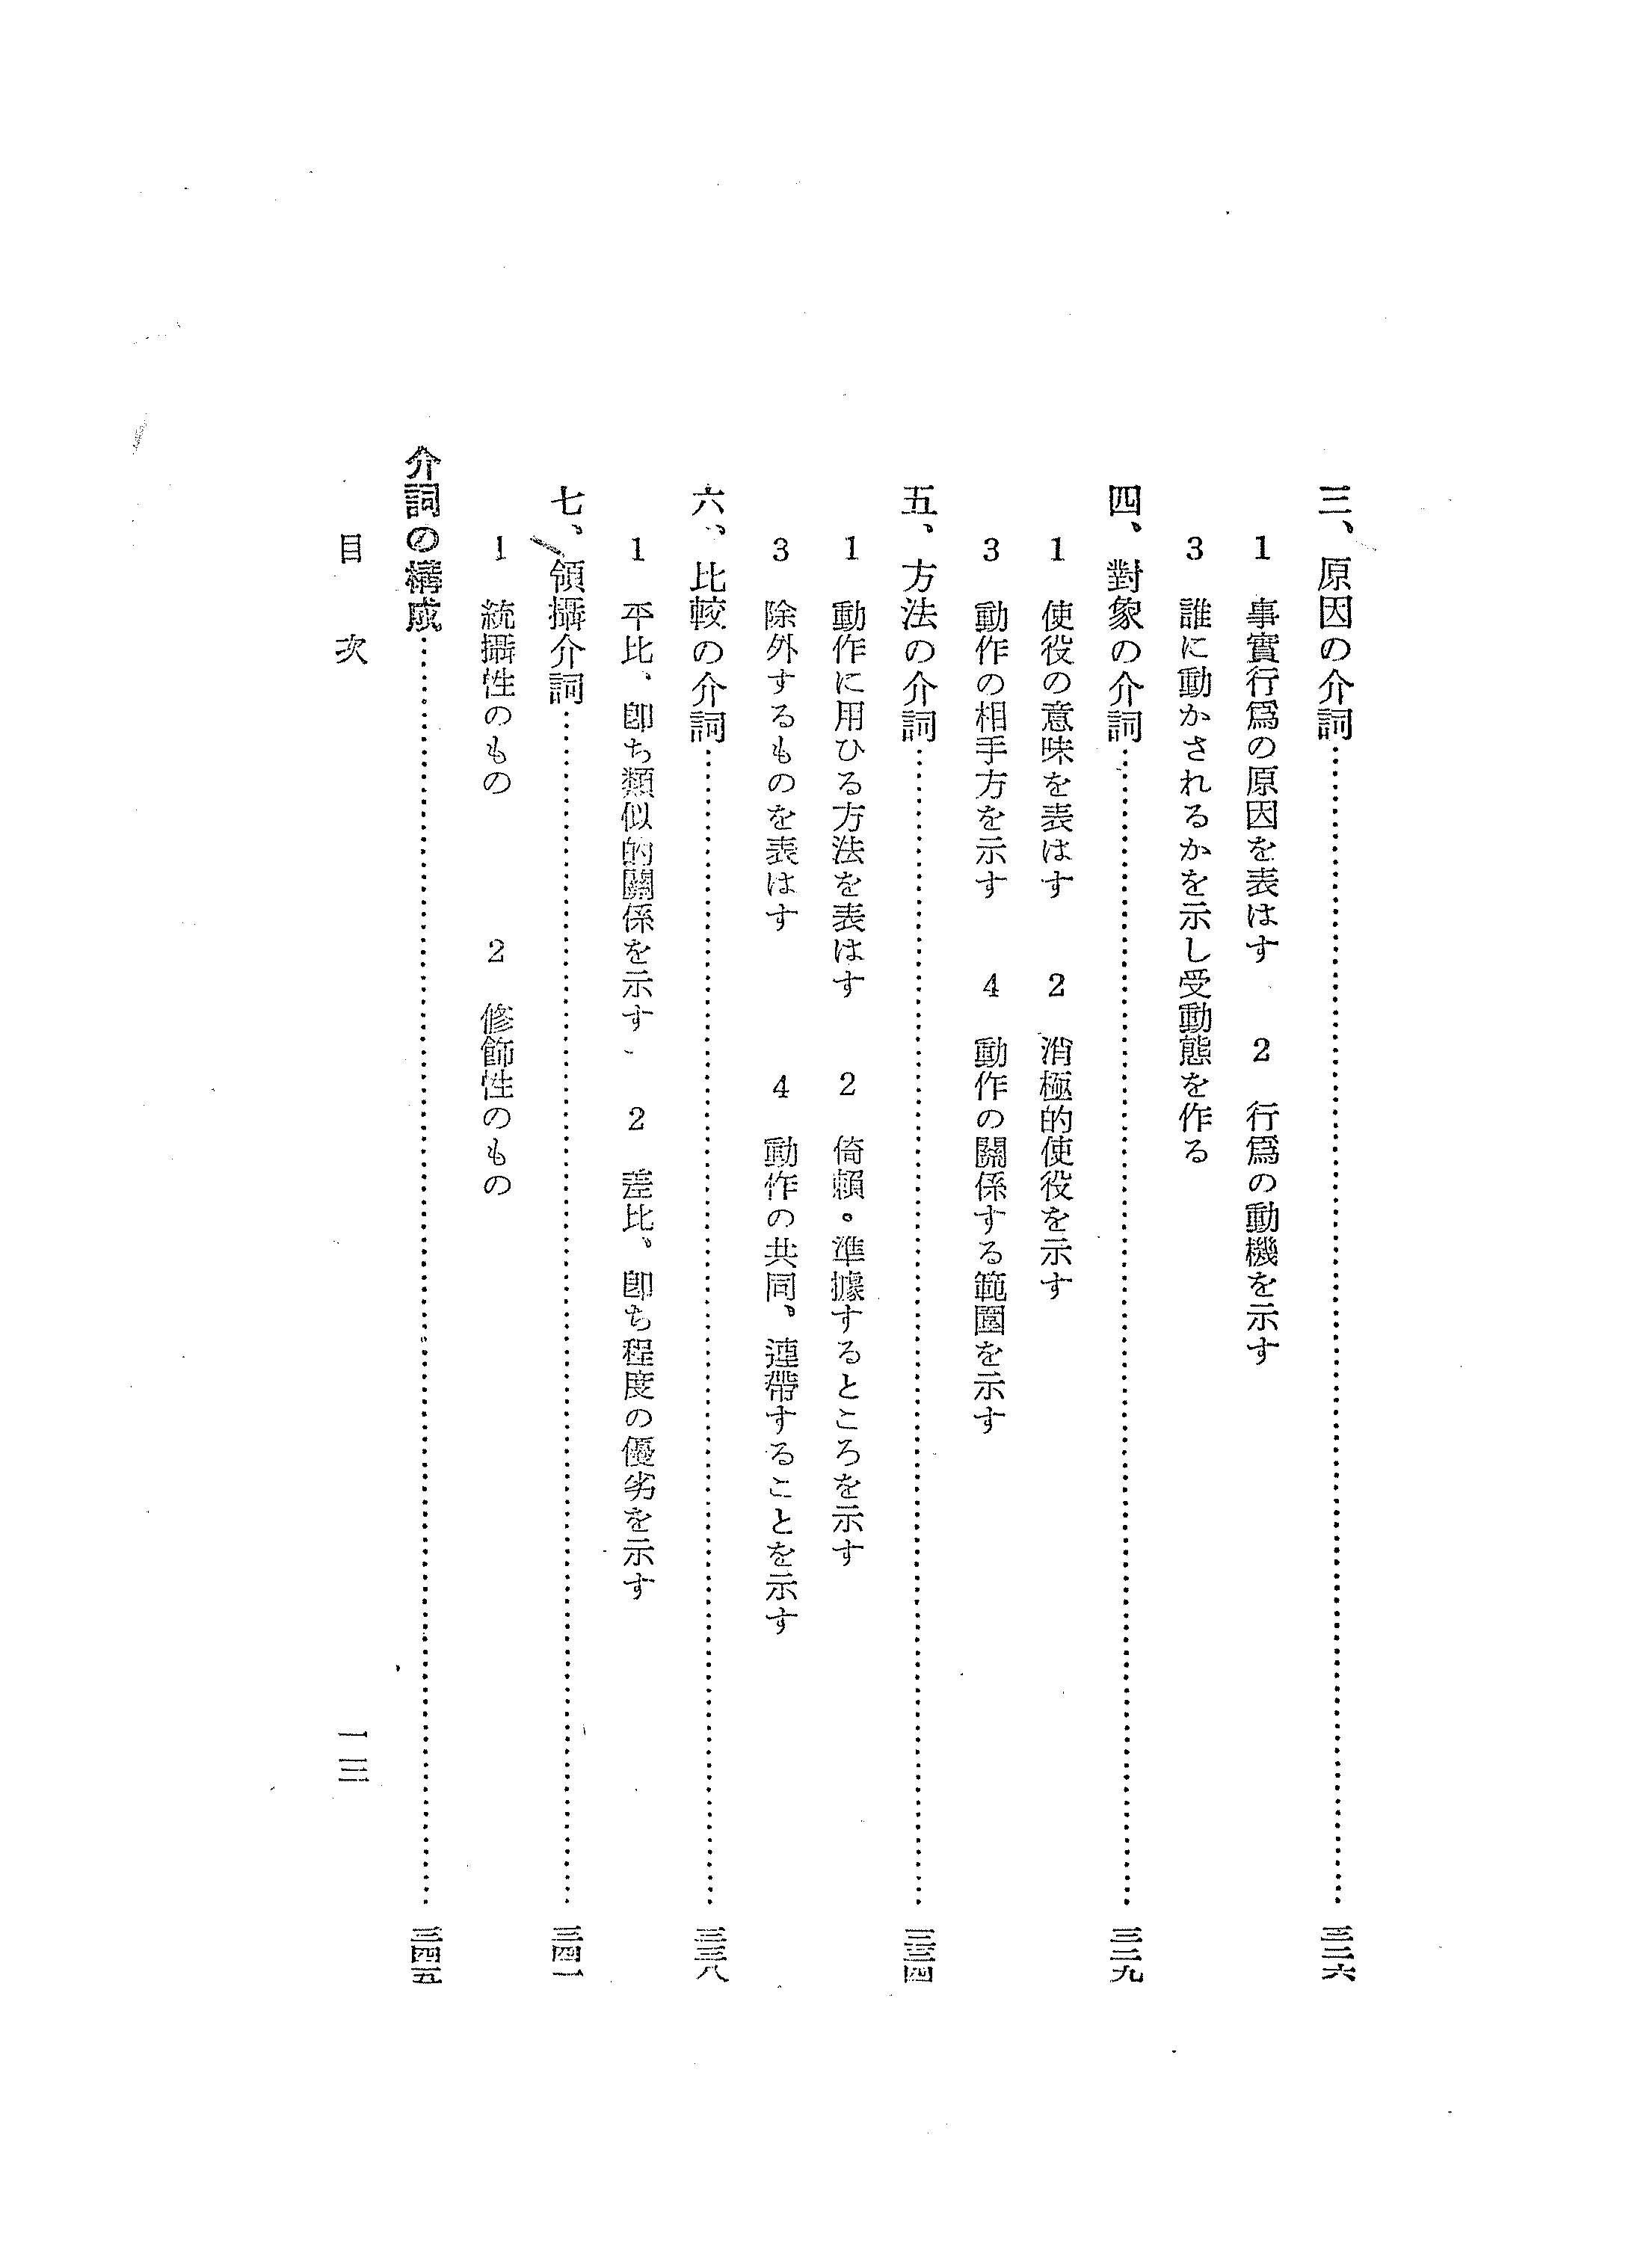 三、原因の介詞……三二六
1 事實行爲の原因を表はす 2 行爲の動機を示す
3 誰に動かされるかを示し受動態を作る
四、對象の介詞……三二九
1 使役の意味を表はす 2 消極的使役を示す
3 動作の相手方を示す 4 動作の關係する範圍を示す
五、方法の介詞……三三四
1 動作に用ひる方法を表はす 2 倚賴。準據するところを示す
3 除外するものを表はす 4 動作の共同、連帶することを示す
六、比較の介詞……三三八
1 平比、卽ち類似的關係を示す 2 差比、卽ち程度の優劣を示す
七、領攝介詞……三四一
1 統攝性のもの 2 修飾性のもの
介詞の構成……三四五
目次 一三